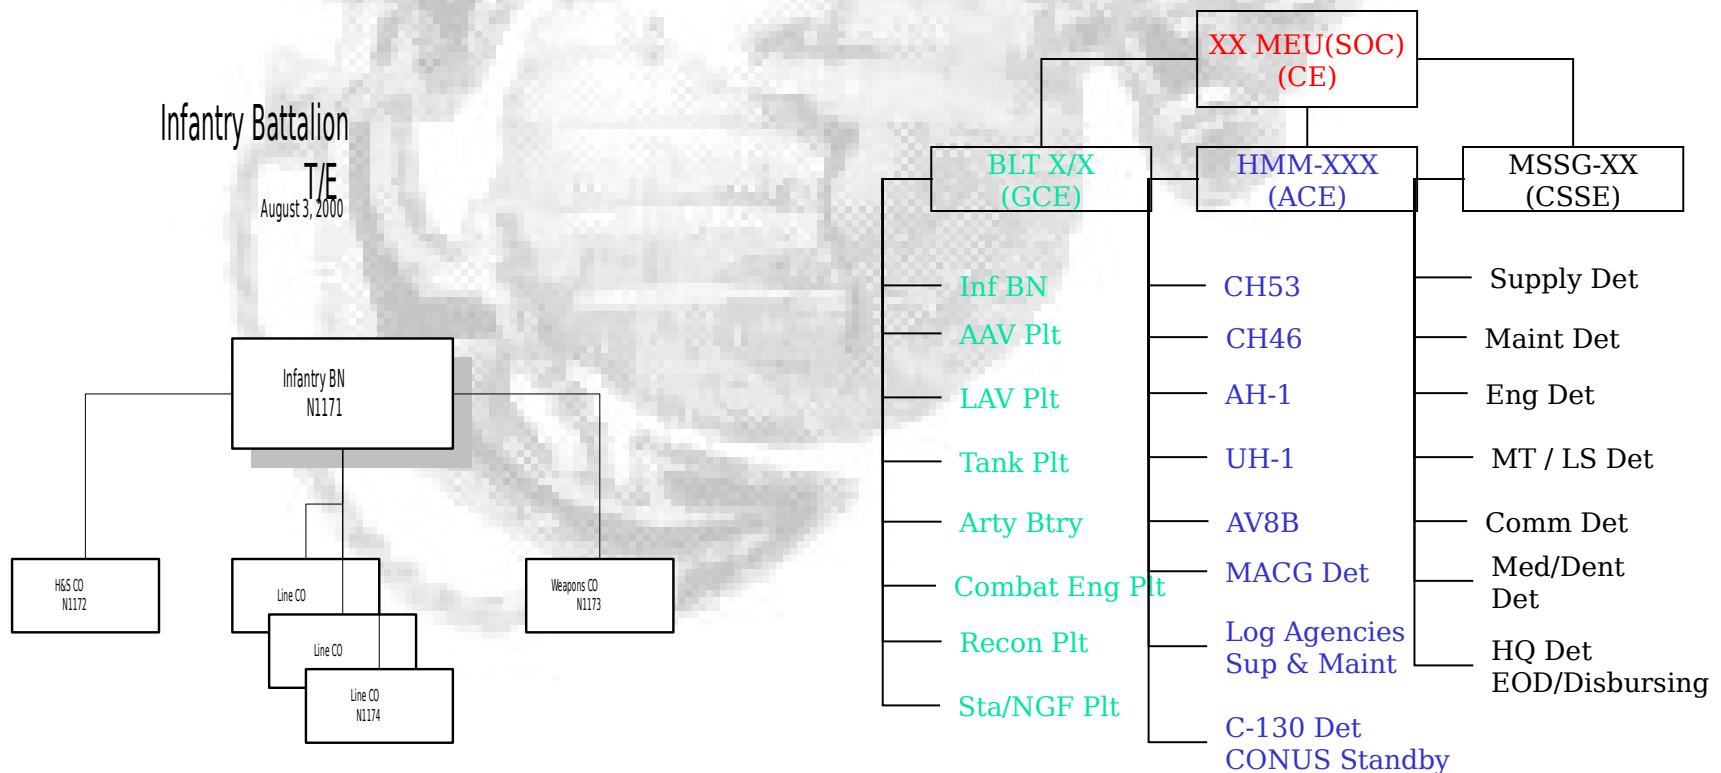 Infantry Battalion
T/E
August 3, 2000
Infantry BN
N1171
H&S CO
N1172
Line CO
Line CO
Line CO
N1174
Weapons CO
N1173
XX MEU(SOC)
(CE)
BLT X/X
(GCE)
Inf BN
AAV Plt
LAV Plt
Tank Plt
Arty Btry
Combat Eng Plt
Recon Plt
Sta/NGF Plt
HMM-XXX
(ACE)
CH53
CH46
AH-1
UH-1
AV8B
MACG Det
Log Agencies
Sup & Maint
C-130 Det
CONUS Standby
MSSG-XX
(CSSE)
Supply Det
Maint Det
Eng Det
MT / LS Det
Comm Det
Med/Dent
Det
HQ Det
EOD/Disbursing